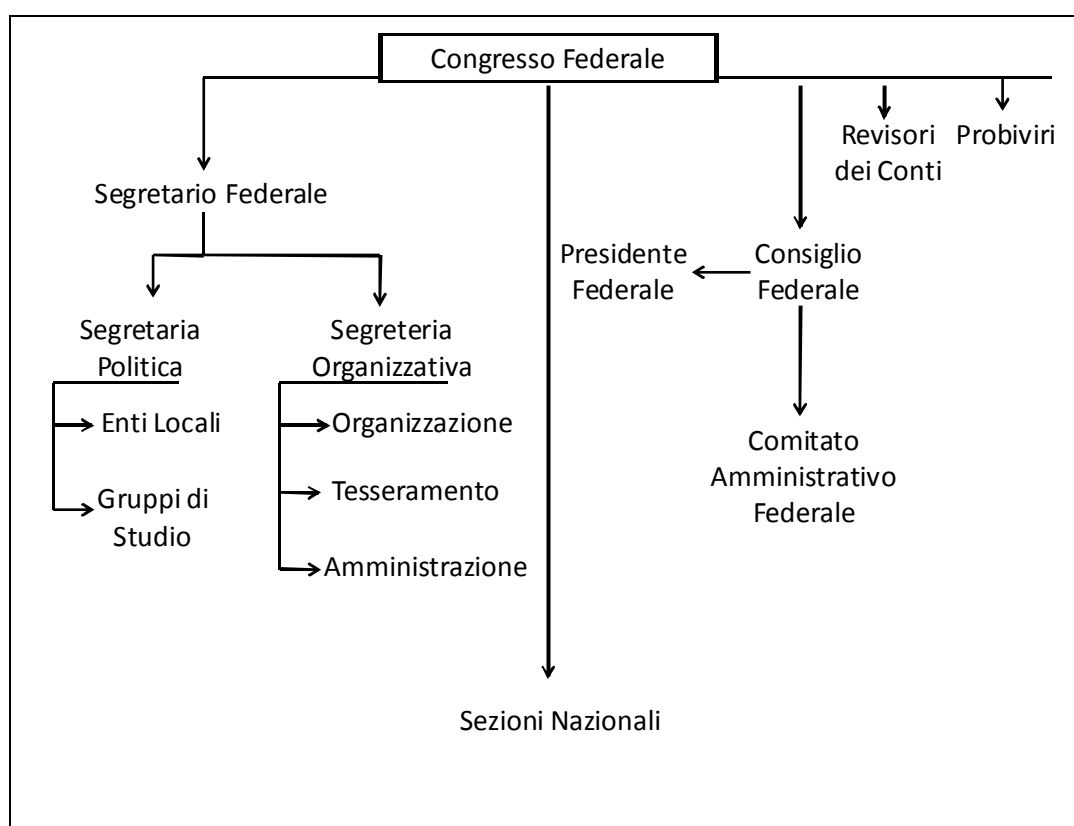 Congresso Federale
Revisori
dei Conti
Probiviri
Segretario Federale
Presidente
Federale
Consiglio
Federale
Segretaria
Politica
Segreteria
Organizzativa
Enti Locali
Organizzazione
Comitato
Amministrativo
Federale
Gruppi di
Studio
Tesseramento
Amministrazione
Sezioni Nazionali